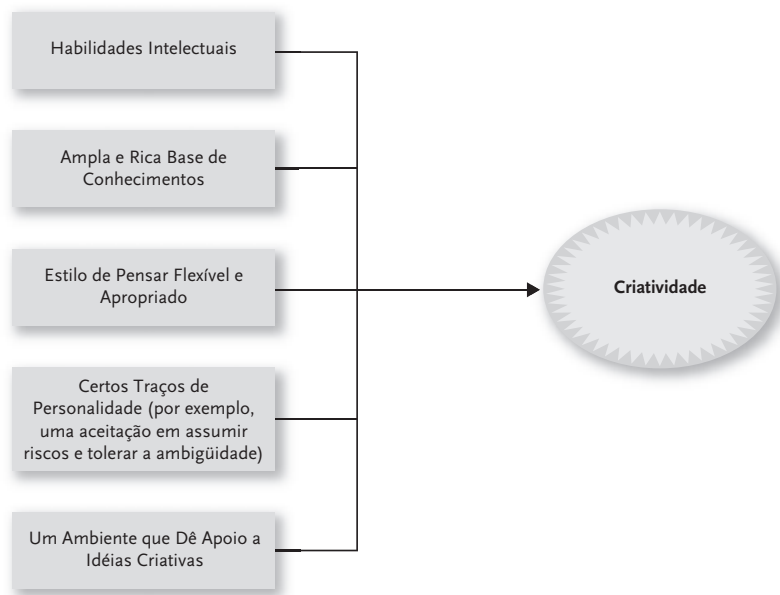 Habilidades Intelectuais
Ampla e Rica Base de
Conhecimentos
Estilo de Pensar Flexível e
Apropriado
Certos Traços de
Personalidade (por exemplo,
uma aceitação em assumir
riscos e tolerar a ambigüidade)
Um Ambiente que Dê Apoio a
Idéias Criativas
Criatividade